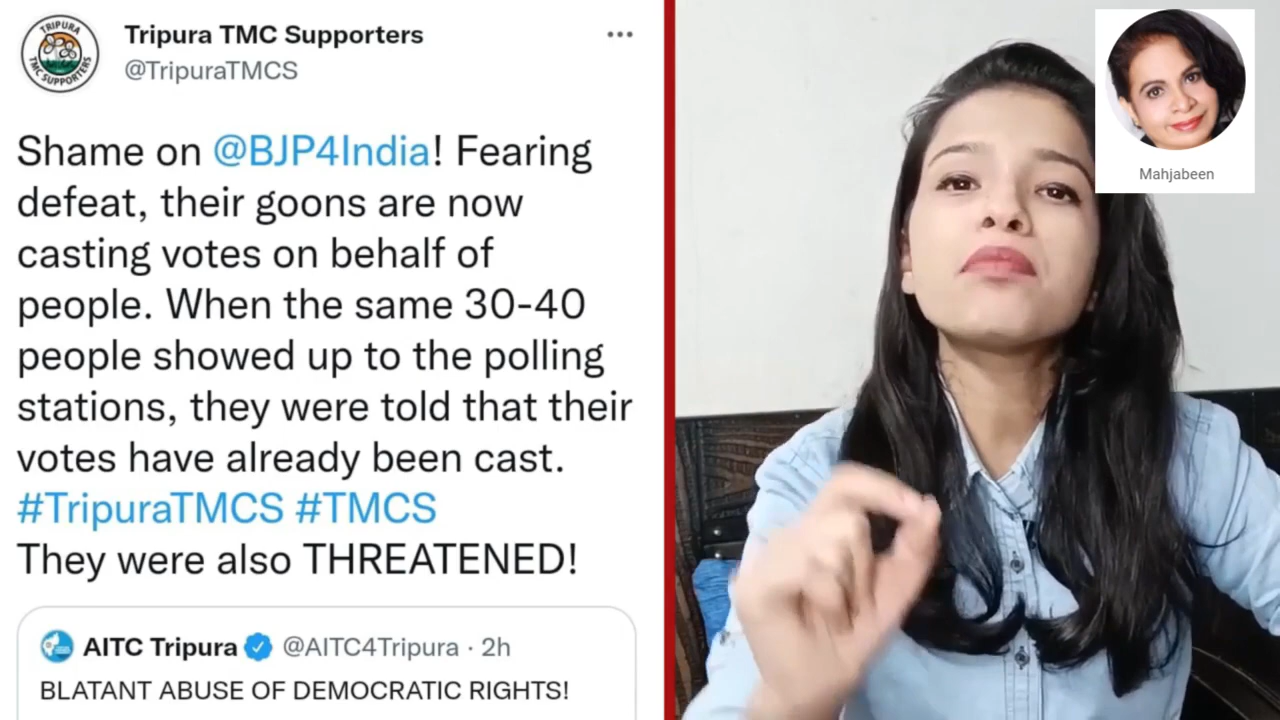 TRIPURA
TMC SUPPORTERS
Tripura TMC Supporters
@TripuraTMCS
Shame on @BJP4India! Fearing
defeat, their goons are now
casting votes on behalf of
people. When the same 30-40
people showed up to the polling
stations, they were told that their
votes have already been cast.
#TripuraTMCS #TMCS
They were also THREATENED!
AITC Tripura @AITC4Tripura · 2h
BLATANT ABUSE OF DEMOCRATIC RIGHTS!
Mahjabeen